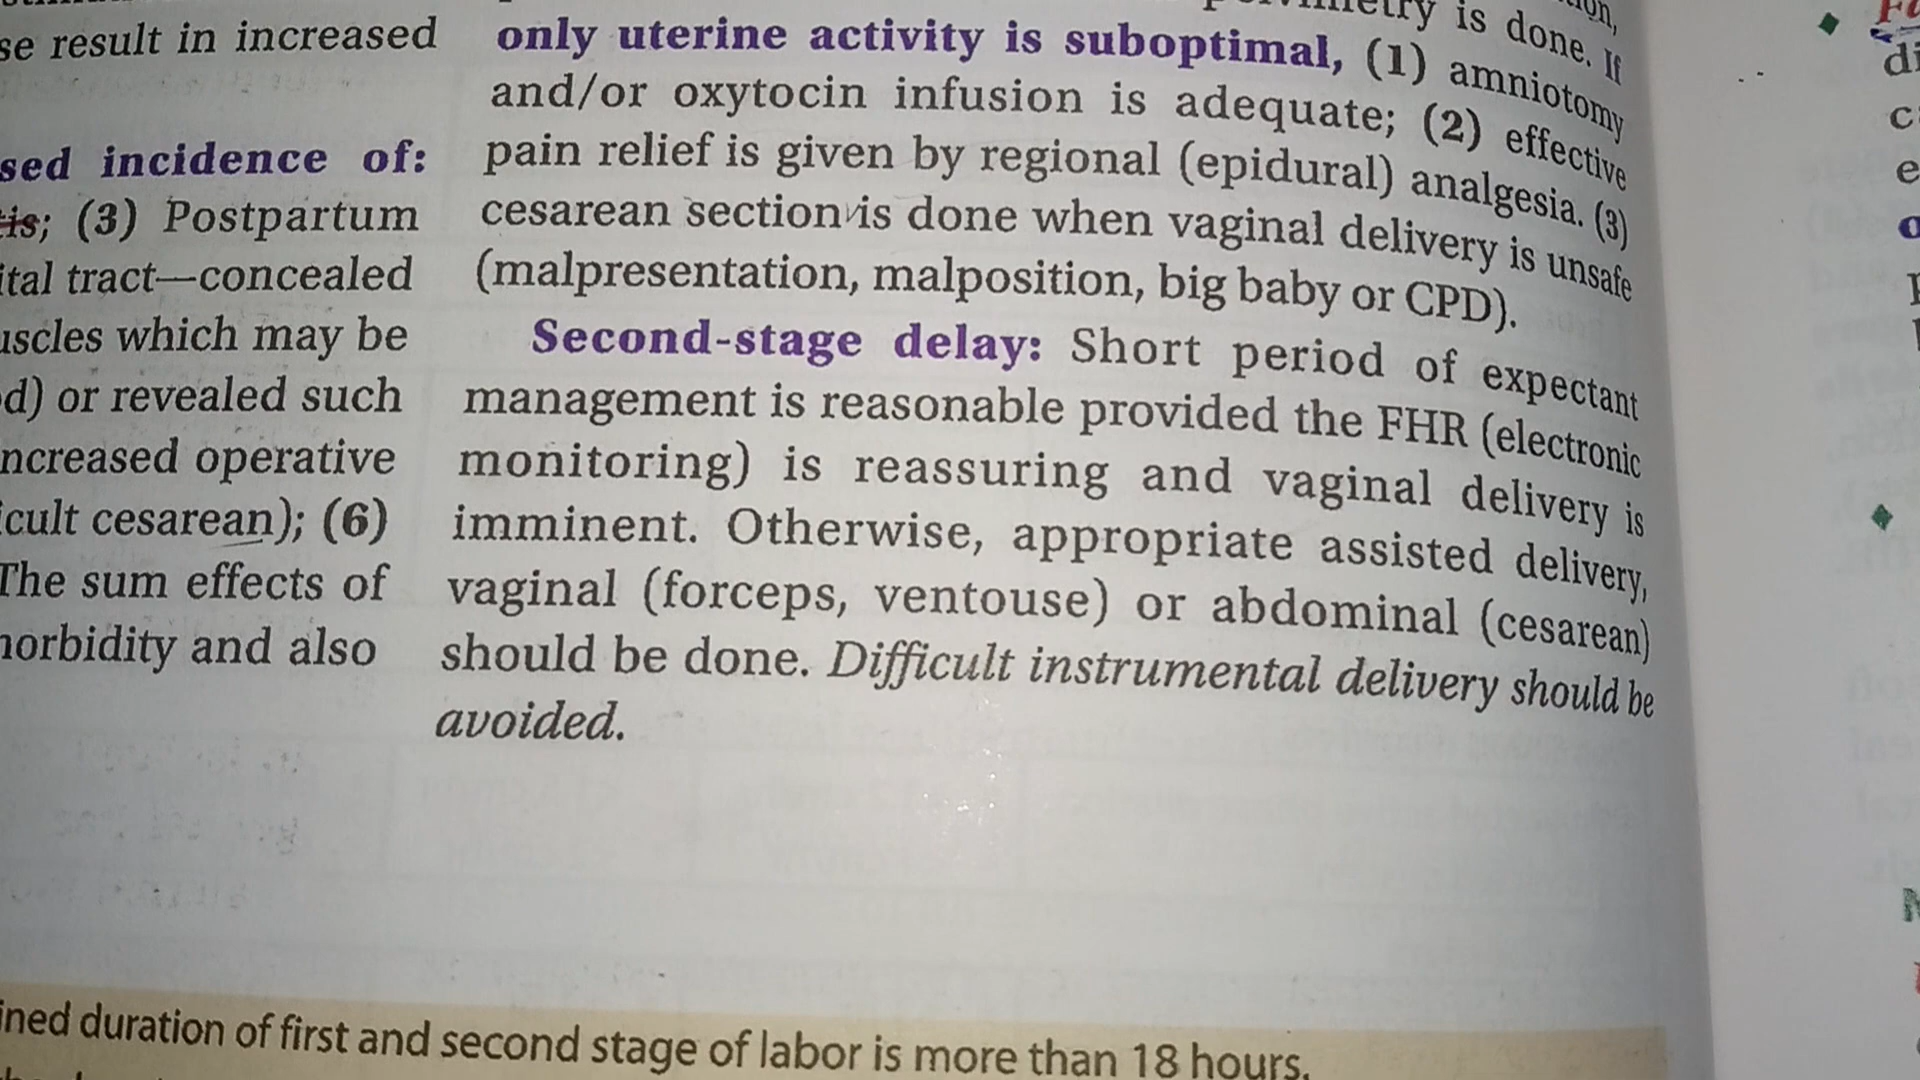 se result in increased
sed incidence of:
is; (3) Postpartum
ital tract—concealed
uscles which may be
d) or revealed such
ncreased operative
icult cesarean); (6)
The sum effects of
norbidity and also
is done. If
only uterine activity is suboptimal, (1) amniotomy
and/or oxytocin infusion is adequate; (2) effective
pain relief is given by regional (epidural) analgesia. (3)
cesarean section is done when vaginal delivery is unsafe
(malpresentation, malposition, big baby or CPD).
Second-stage delay: Short period of expectant
management is reasonable provided the FHR (electronic
monitoring) is reassuring and vaginal delivery is
imminent. Otherwise, appropriate assisted delivery,
vaginal (forceps, ventouse) or abdominal (cesarean)
should be done. Difficult instrumental delivery should be
avoided.
ined duration of first and second stage of labor is more than 18 hours.